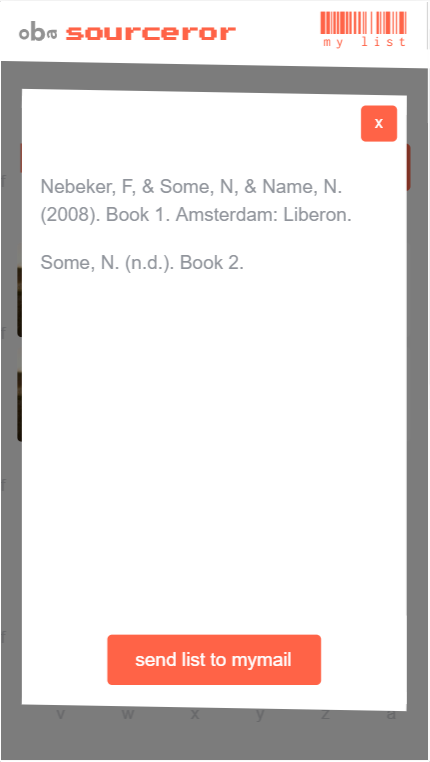 oba sourceror
my list
x
f
Nebeker, F, & Some, N, & Name, N.
(2008). Book 1. Amsterdam: Liberon.
Some, N. (n.d.). Book 2.
f
f
f
send list to mymail
v w x y z a